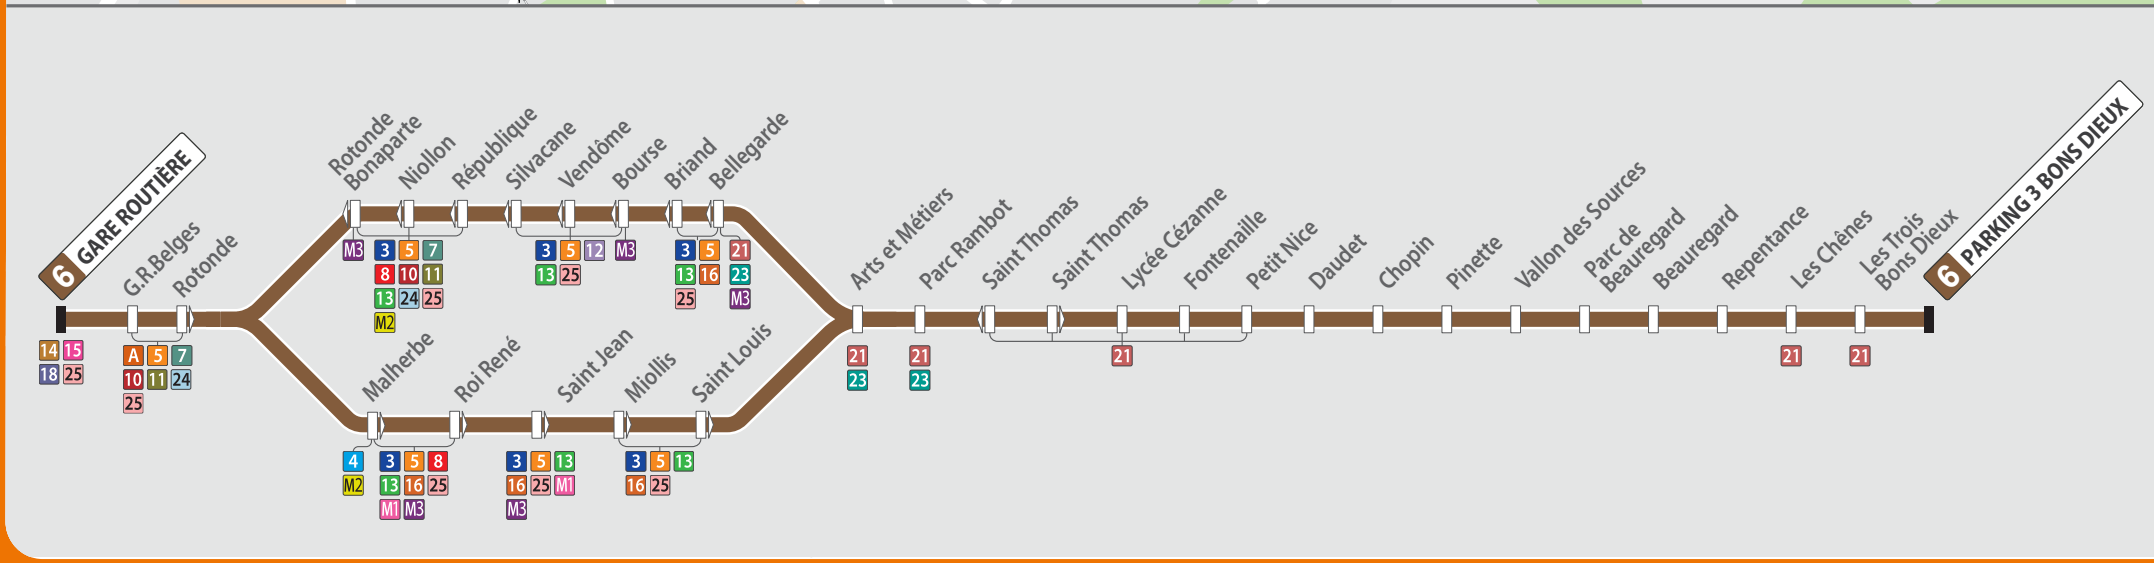 6 GARE ROUTIÈRE
G.R.Belges
Rotonde
Rotonde
Bonaparte
Niollon
République
Silvacane
Vendôme
Bourse
Briand
Bellegarde
M3
3 5 7
8 10 11
13 24 25
M2
3 5 12
13 25
M3
3 5
13 16
25
21
23
M3
14 15
18 25
A 5 7
10 11 24
25
Malherbe
Roi René
Saint Jean
Miollis
Saint Louis
4
M2
3 5 8
13 16 25
M1 M3
3 5 13
16 25 M1
M3
3 5 13
16 25
Arts et Métiers
Parc Rambot
Saint Thomas
Saint Thomas
Lycée Cézanne
Fontenaille
Petit Nice
Daudet
Chopin
Pinette
Vallon des Sources
Parc de
Beauregard
Beauregard
Repentance
Les Chênes
Les Trois
Bons Dieux
6 PARKING 3 BONS DIEUX
21
23
21
23
21
21
21